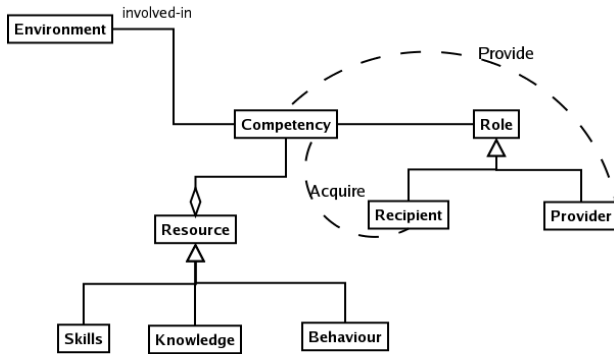 involved-in
Environment
Provide
Competency
Role
Acquire
Recipient
Provider
Resource
Skills
Knowledge
Behaviour